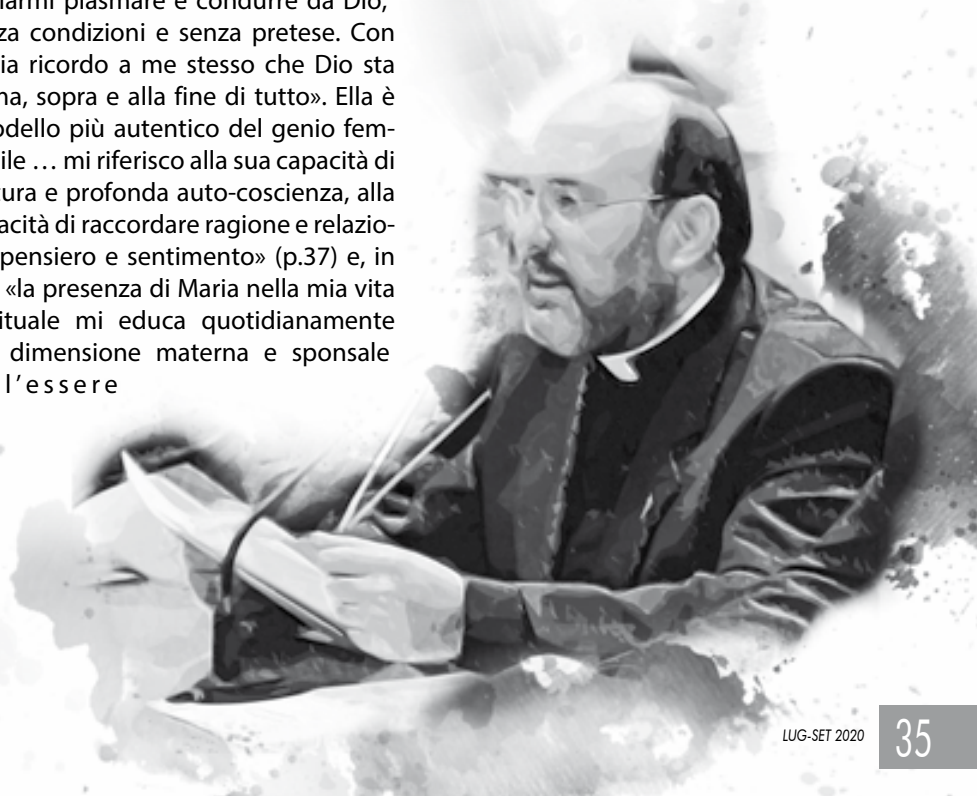 iarmi plasmare e condurre da Dio,
za condizioni e senza pretese. Con
ia ricordo a me stesso che Dio sta
na, sopra e alla fine di tutto». Ella è
odello più autentico del genio fem-
ile … mi riferisco alla sua capacità di
tura e profonda auto-coscienza, alla
acità di raccordare ragione e relazio-
pensiero e sentimento» (p.37) e, in
«la presenza di Maria nella mia vita
ituale mi educa quotidianamente
dimensione materna e sponsale
l'essere
LUG-SET 2020 35